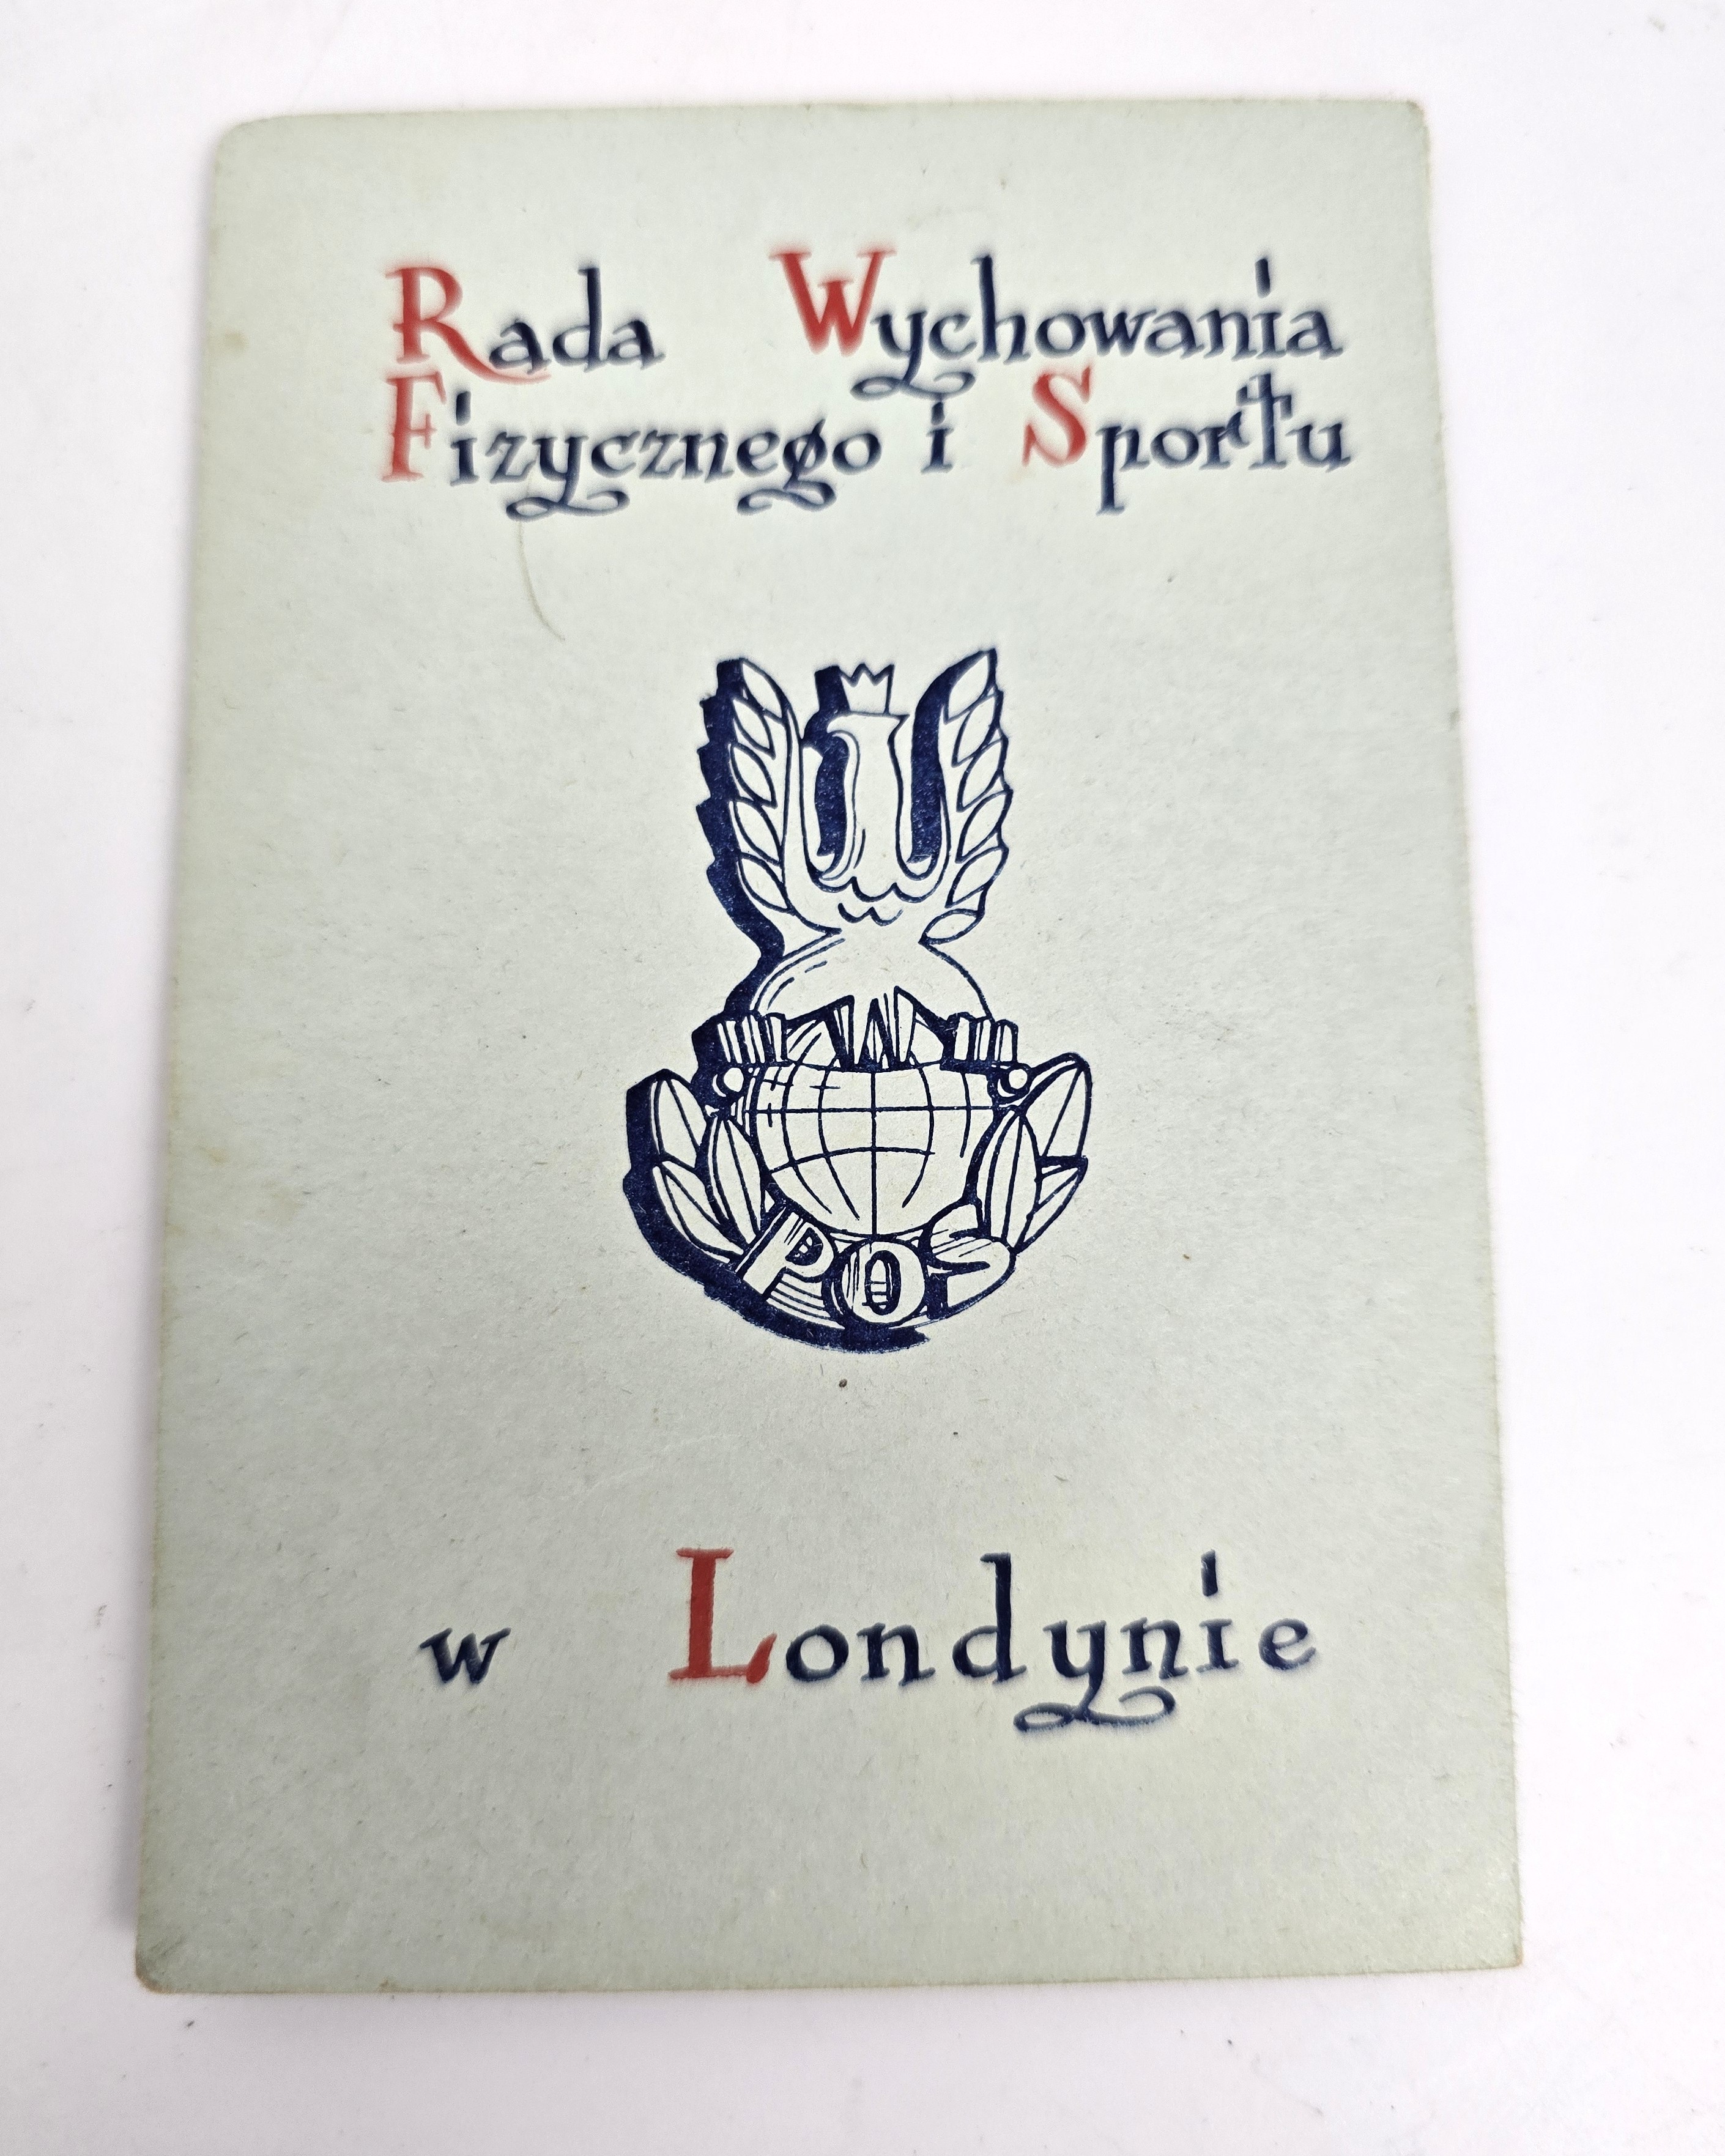 Rada Wychowania
Fizycznego i Sportu
POS
w Londynie